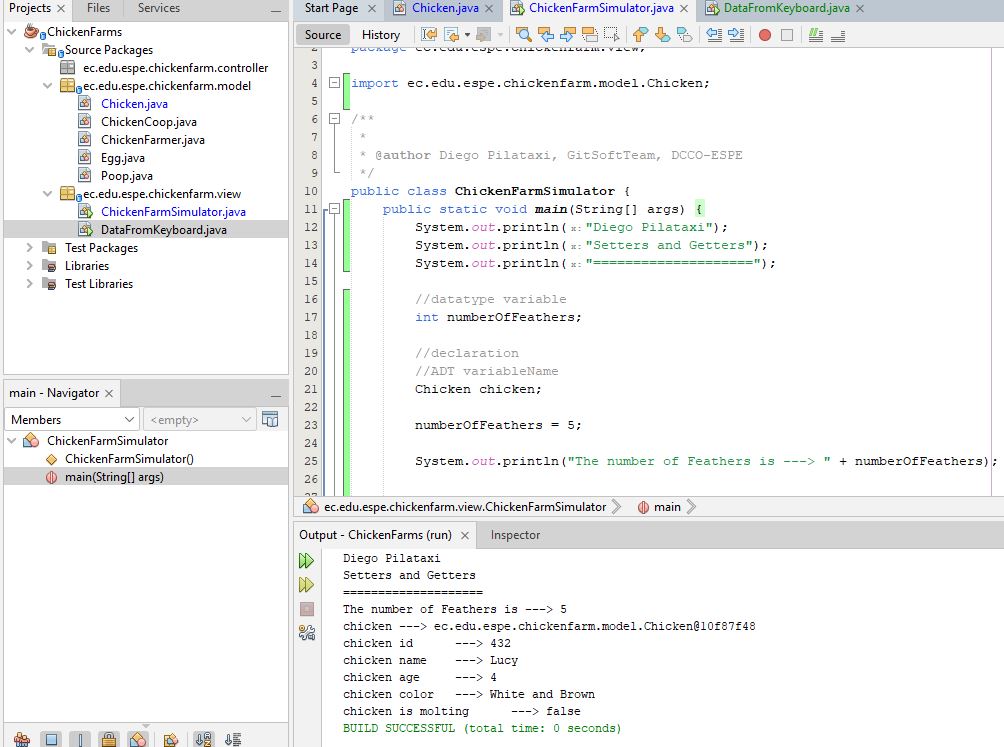 Projects
Files
Services
ChickenFarms
Source Packages
ec.edu.espe.chickenfarm.controller
ec.edu.espe.chickenfarm.model
Chicken.java
ChickenCoop.java
ChickenFarmer.java
Egg.java
Poop.java
ec.edu.espe.chickenfarm.view
ChickenFarmSimulator.java
DataFromKeyboard.java
Test Packages
Libraries
Test Libraries
main - Navigator
Members
<empty>
ChickenFarmSimulator
ChickenFarmSimulator()
main(String[] args)
Start Page
Chicken.java
ChickenFarmSimulator.java
DataFromKeyboard.java
Source
History
2 package ec.edu.espe.chickenfarm.view;
3
4 import ec.edu.espe.chickenfarm.model.Chicken;
5
6 /**
7 *
8 * @author Diego Pilataxi, GitSoftTeam, DCCO-ESPE
9 */
10 public class ChickenFarmSimulator {
11 public static void main(String[] args) {
12 System.out.println(x: "Diego Pilataxi");
13 System.out.println(x: "Setters and Getters");
14 System.out.println(x: "====================");
15
16 //datatype variable
17 int numberOfFeathers;
18
19 //declaration
20 //ADT variableName
21 Chicken chicken;
22
23 numberOfFeathers = 5;
24
25 System.out.println("The number of Feathers is ---> " + numberOfFeathers);
26
27
ec.edu.espe.chickenfarm.view.ChickenFarmSimulator
main
Output - ChickenFarms (run)
Inspector
Diego Pilataxi
Setters and Getters
====================
The number of Feathers is ---> 5
chicken ---> ec.edu.espe.chickenfarm.model.Chicken@10f87f48
chicken id ---> 432
chicken name ---> Lucy
chicken age ---> 4
chicken color ---> White and Brown
chicken is molting ---> false
BUILD SUCCESSFUL (total time: 0 seconds)